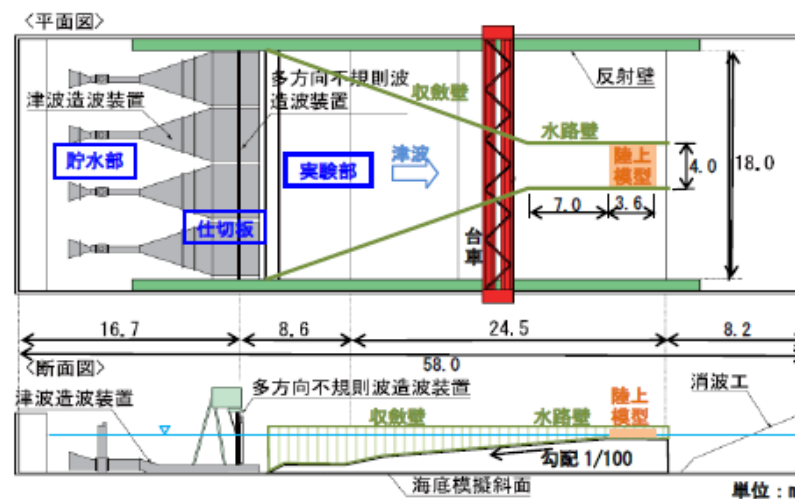 〈平面図〉
津波造波装置
多方向不規則波
造波装置
収斂壁
反射壁
水路壁
貯水部
実験部
津波
陸上
模型
仕切板
台車
4.0
18.0
7.0
3.6
16.7
8.6
24.5
8.2
58.0
〈断面図〉
津波造波装置
多方向不規則波造波装置
収斂壁
水路壁
陸上
模型
消波工
勾配 1/100
海底模擬斜面